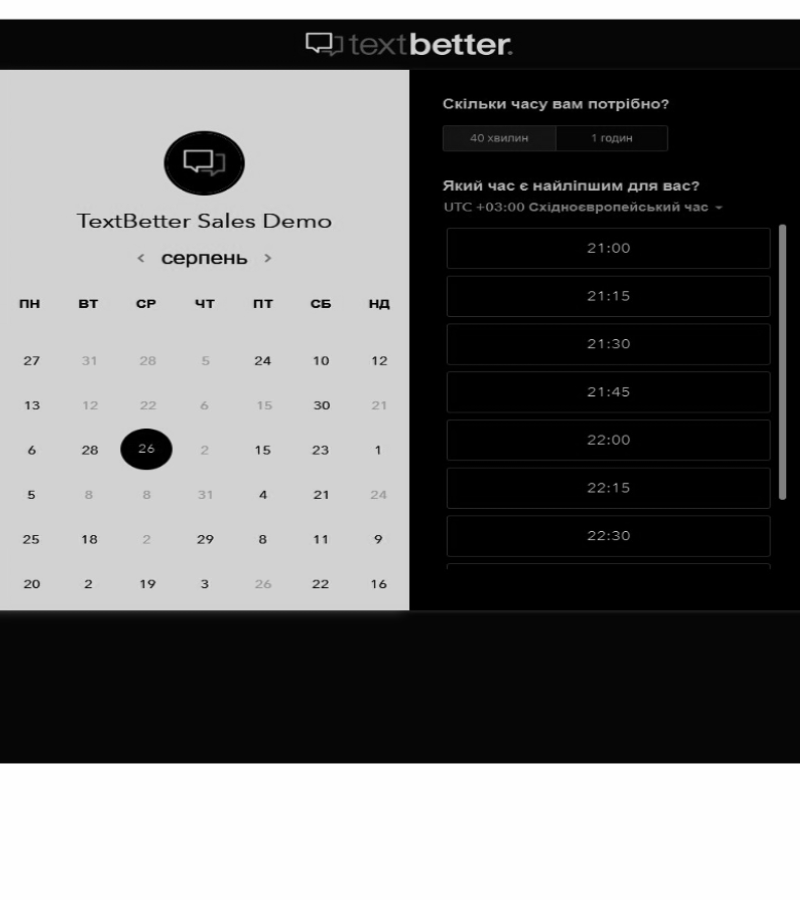 textbetter.
TextBetter Sales Demo
‹ серпень ›
ПН ВТ СР ЧТ ПТ СБ НД
27 31 28 5 24 10 12
13 12 22 6 15 30 21
6 28 26 2 15 23 1
5 8 8 31 4 21 24
25 18 2 29 8 11 9
20 2 19 3 26 22 16
Скільки часу вам потрібно?
40 хвилин 1 годин
Який час є найліпшим для вас?
UTC +03:00 Східноєвропейський час
21:00
21:15
21:30
21:45
22:00
22:15
22:30